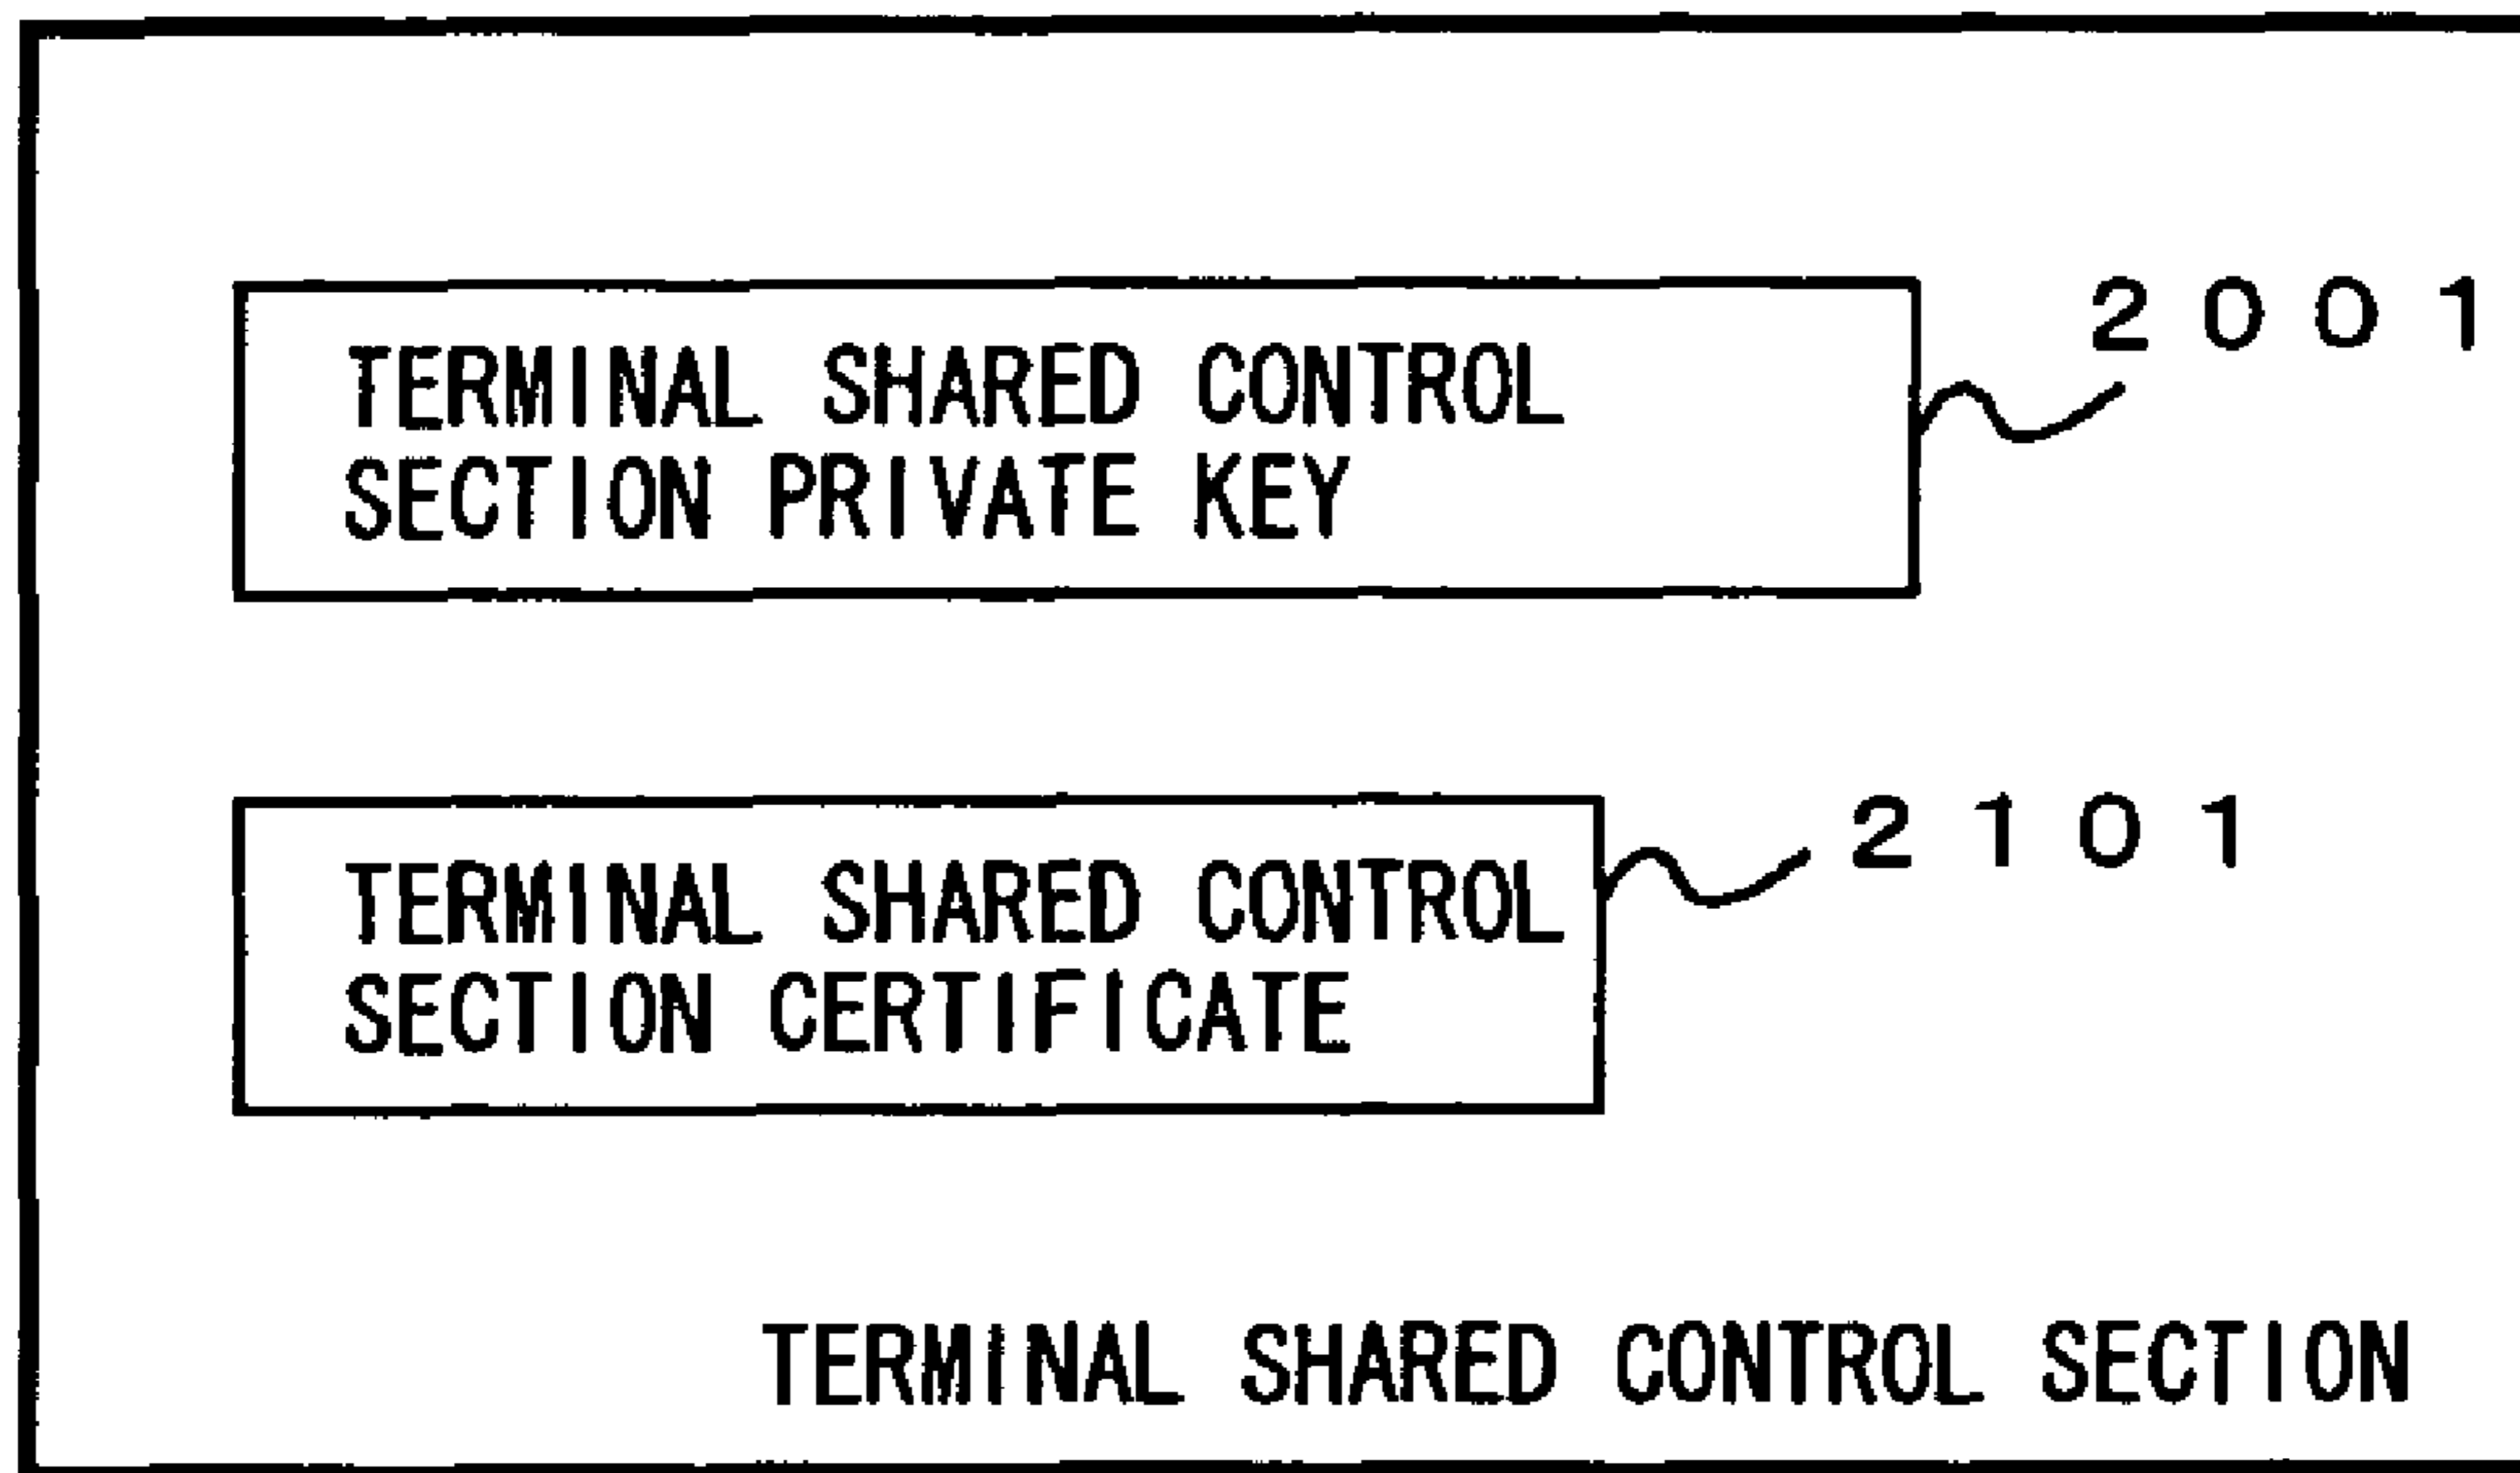 2001
TERMINAL SHARED CONTROL
SECTION PRIVATE KEY
2101
TERMINAL SHARED CONTROL
SECTION CERTIFICATE
TERMINAL SHARED CONTROL SECTION